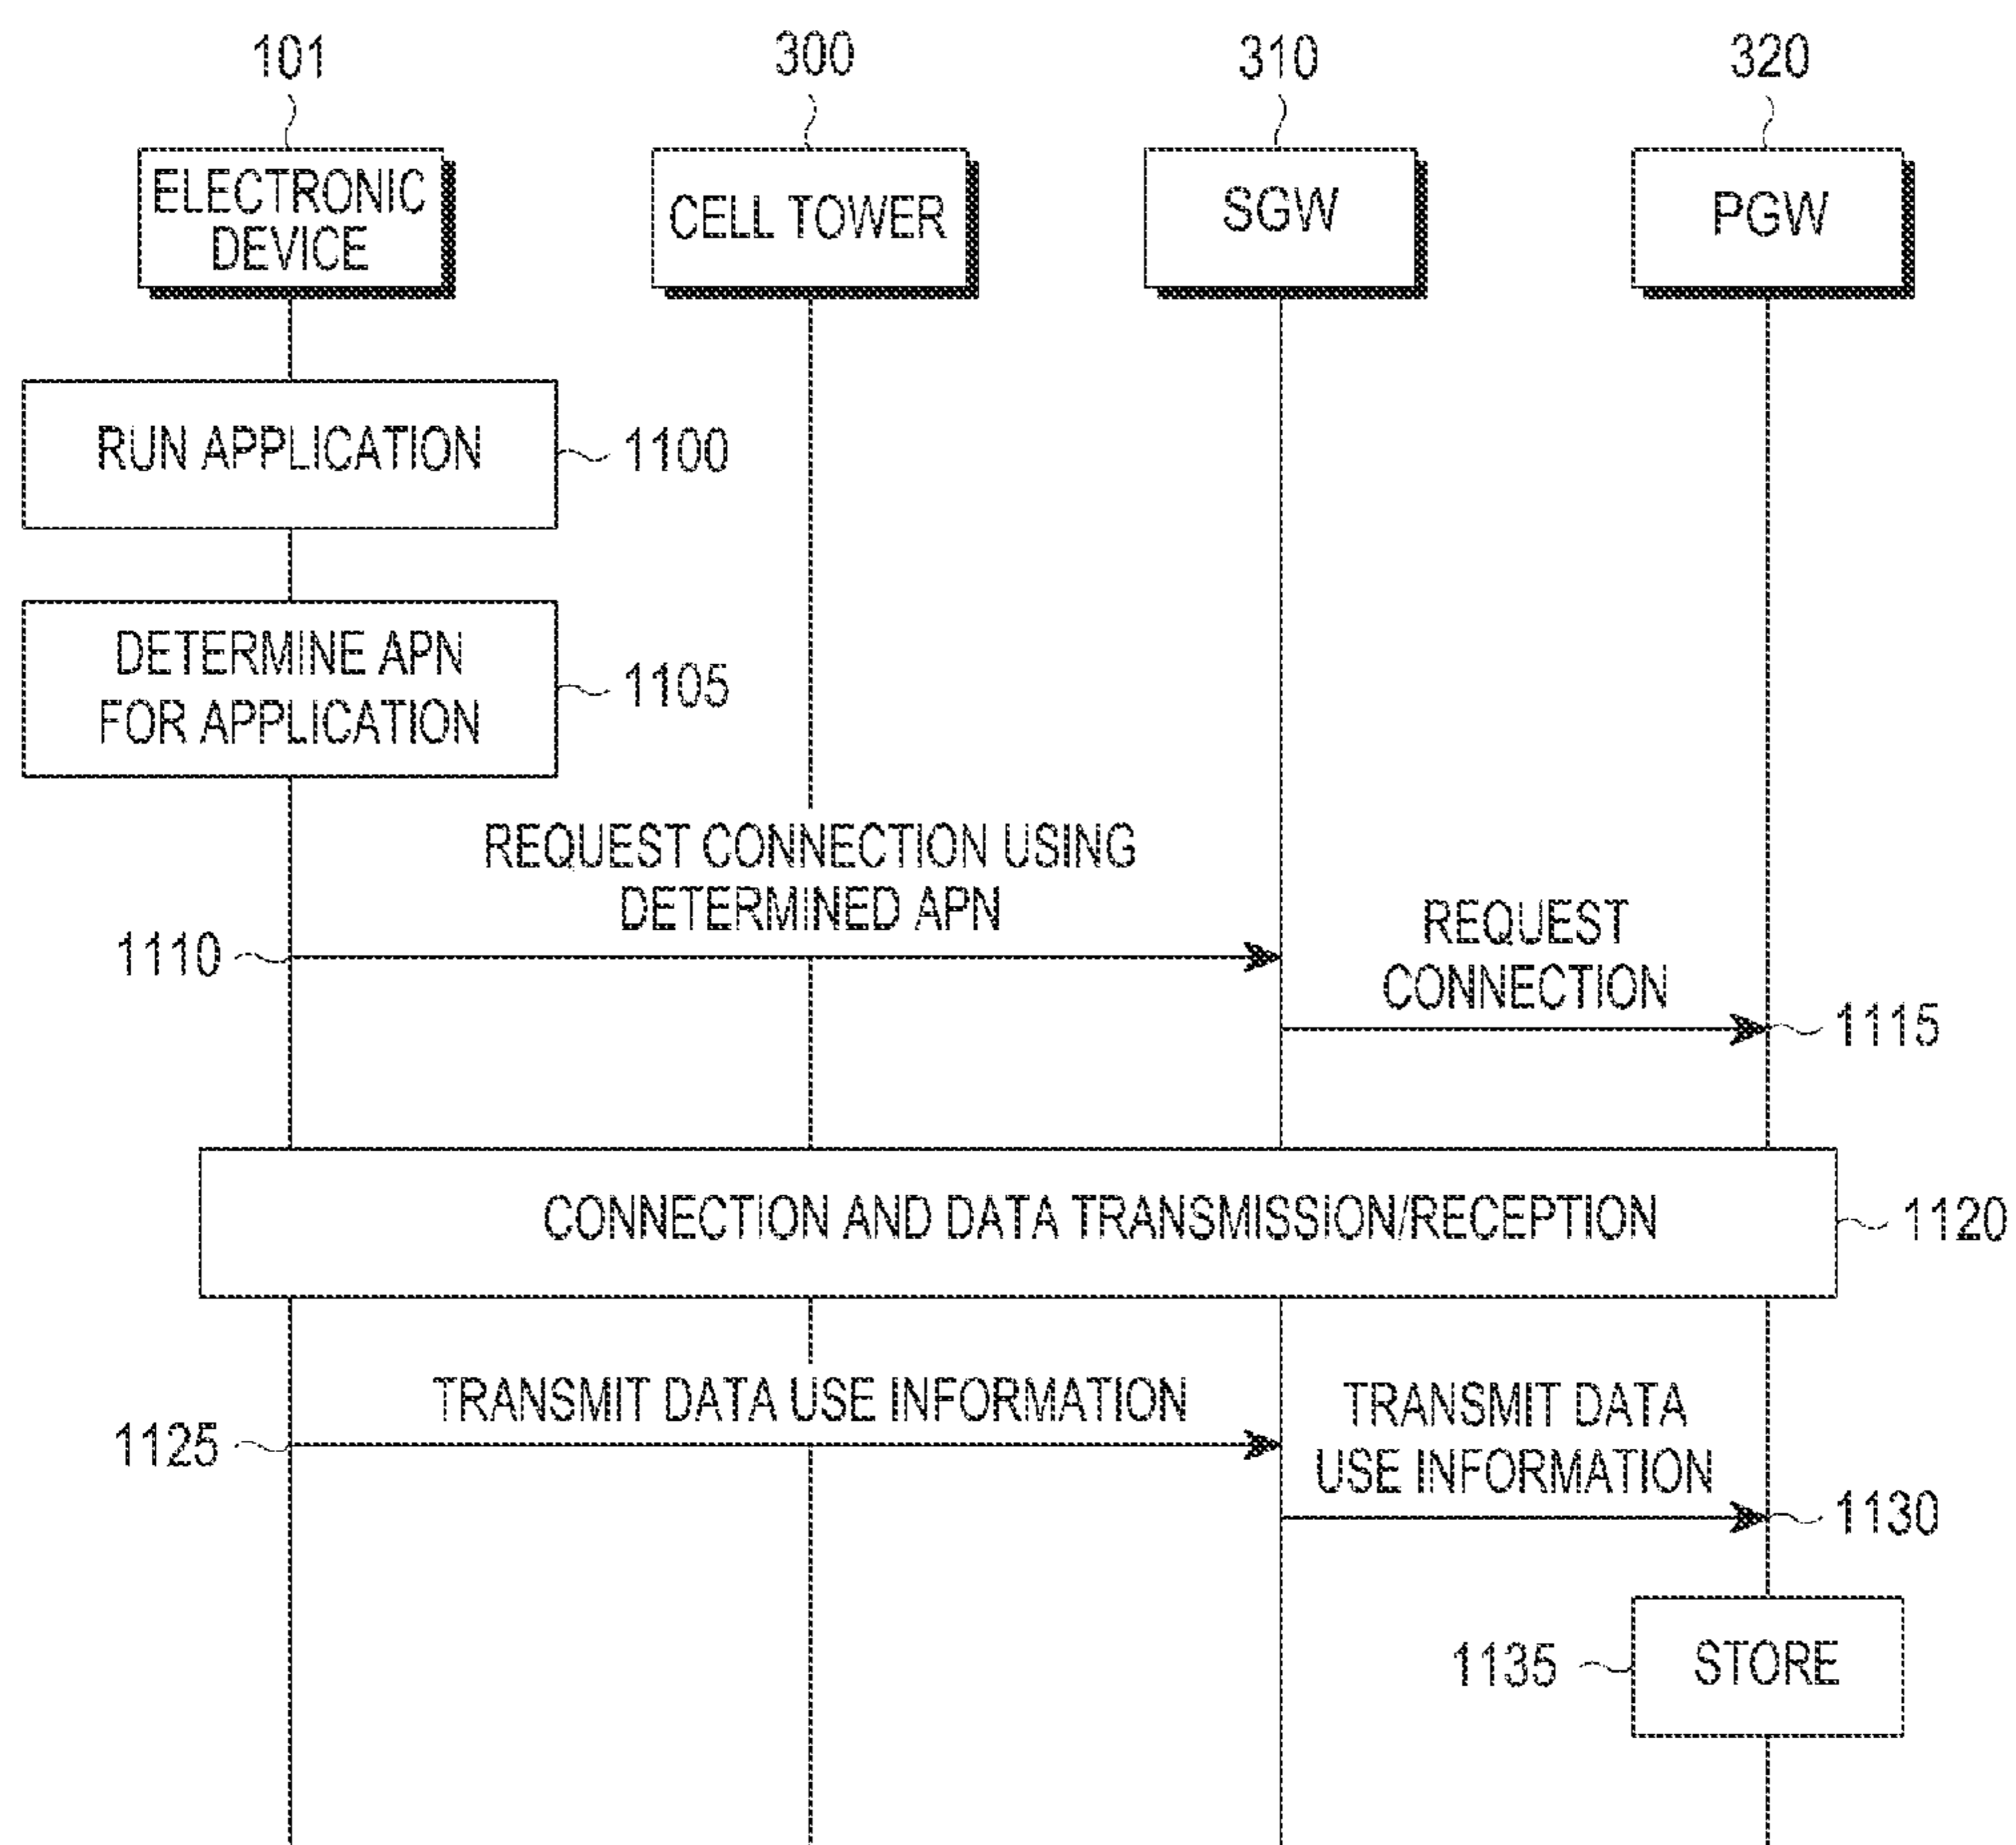 101
300
310
320
ELECTRONIC
DEVICE
CELL TOWER
SGW
PGW
RUN APPLICATION
1100
DETERMINE APN
FOR APPLICATION
1105
REQUEST CONNECTION USING
DETERMINED APN
1110
REQUEST
CONNECTION
1115
CONNECTION AND DATA TRANSMISSION/RECEPTION
1120
TRANSMIT DATA USE INFORMATION
1125
TRANSMIT DATA
USE INFORMATION
1130
1135
STORE